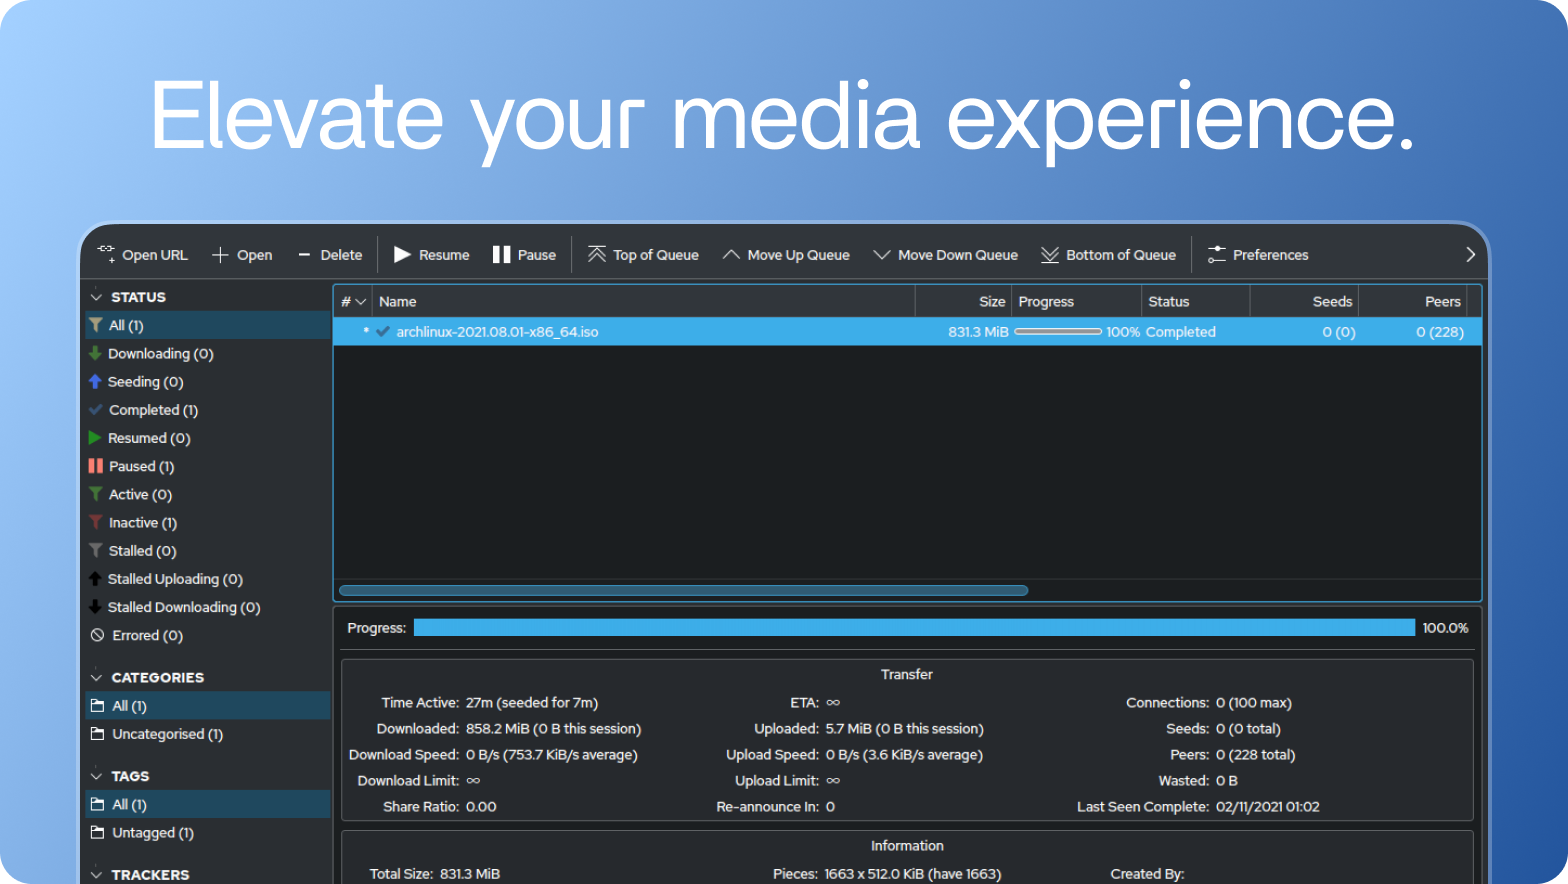 Elevate your media experience.
Open URL Open Delete Resume Pause Top of Queue Move Up Queue Move Down Queue Bottom of Queue Preferences
STATUS
All (1)
Downloading (0)
Seeding (0)
Completed (1)
Resumed (0)
Paused (1)
Active (0)
Inactive (1)
Stalled (0)
Stalled Uploading (0)
Stalled Downloading (0)
Errored (0)
CATEGORIES
All (1)
Uncategorised (1)
TAGS
All (1)
Untagged (1)
TRACKERS
# Name Size Progress Status Seeds Peers
* archlinux-2021.08.01-x86_64.iso 831.3 MiB 100% Completed 0 (0) 0 (228)
Progress: 100.0%
Transfer
Time Active: 27m (seeded for 7m) ETA: ∞ Connections: 0 (100 max)
Downloaded: 858.2 MiB (0 B this session) Uploaded: 5.7 MiB (0 B this session) Seeds: 0 (0 total)
Download Speed: 0 B/s (753.7 KiB/s average) Upload Speed: 0 B/s (3.6 KiB/s average) Peers: 0 (228 total)
Download Limit: ∞ Upload Limit: ∞ Wasted: 0 B
Share Ratio: 0.00 Re-announce In: 0 Last Seen Complete: 02/11/2021 01:02
Information
Total Size: 831.3 MiB Pieces: 1663 x 512.0 KiB (have 1663) Created By: